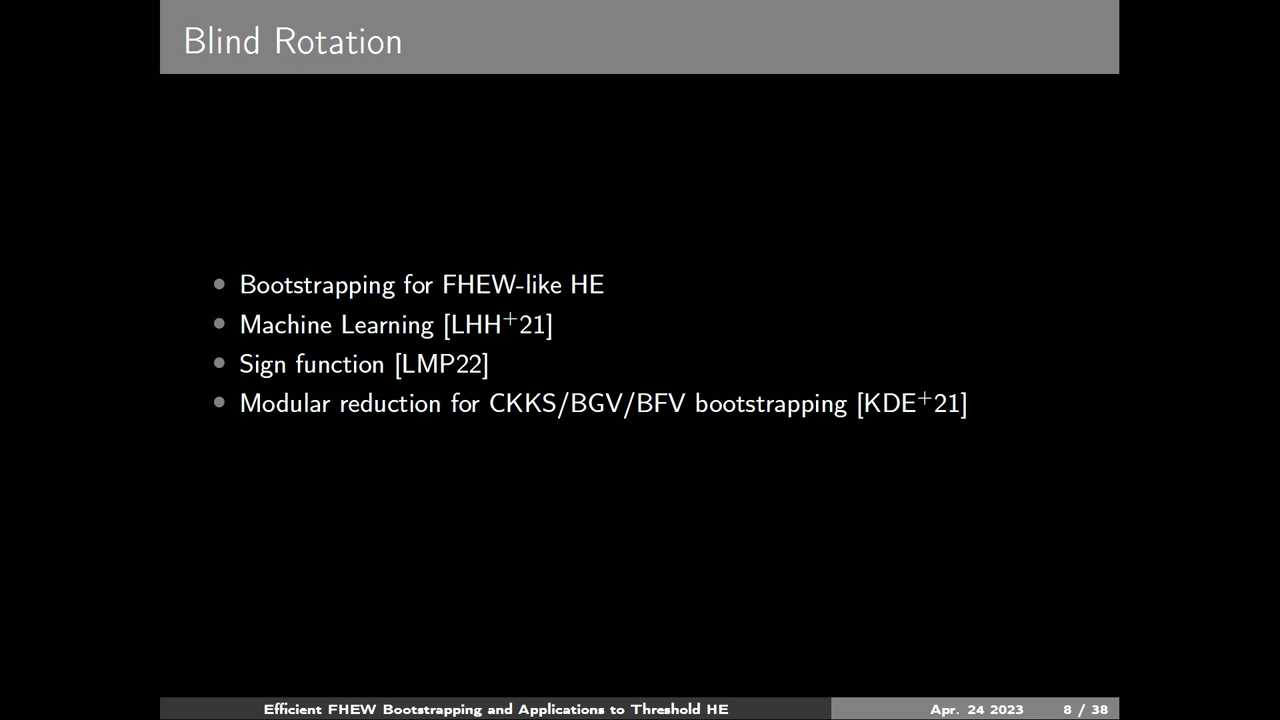 Blind Rotation
Bootstrapping for FHEW-like HE
Machine Learning [LHH+21]
Sign function [LMP22]
Modular reduction for CKKS/BGV/BFV bootstrapping [KDE+21]
Efficient FHEW Bootstrapping and Applications to Threshold HE Apr. 24 2023 8 / 38